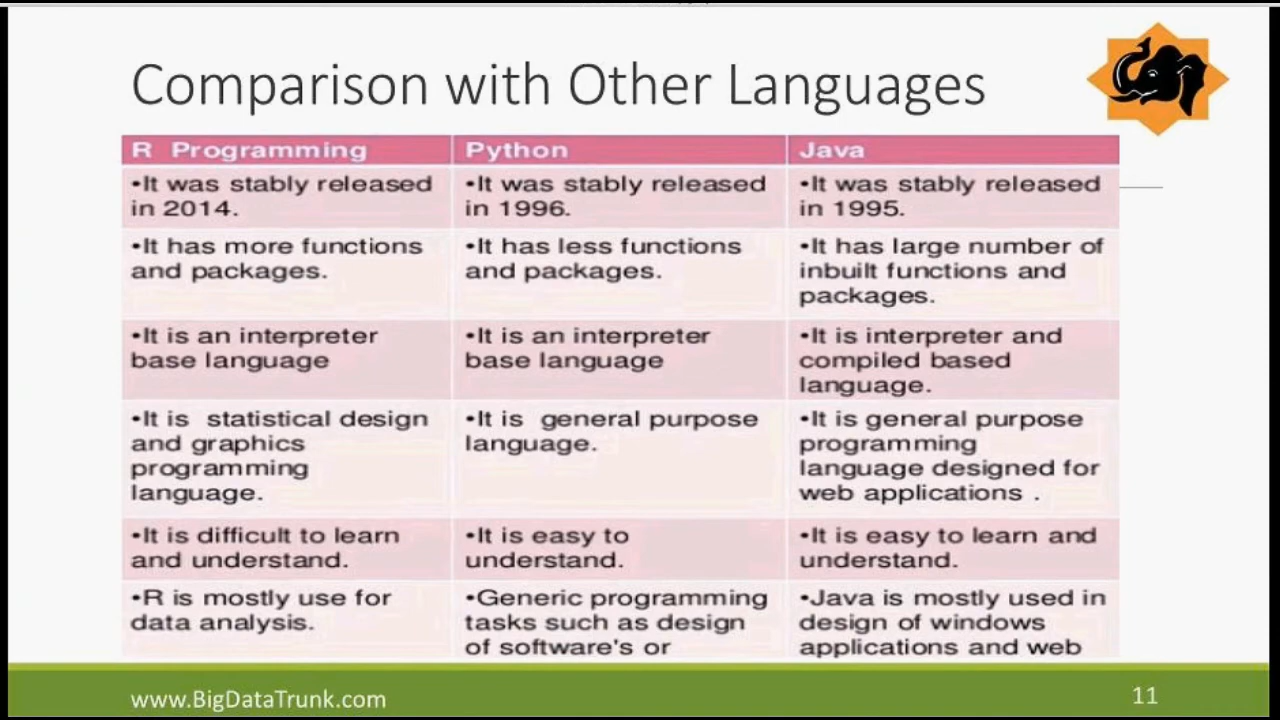 Comparison with Other Languages
R Programming
Python
Java
•It was stably released
in 2014.
•It was stably released
in 1996.
•It was stably released
in 1995.
•It has more functions
and packages.
•It has less functions
and packages.
•It has large number of
inbuilt functions and
packages.
•It is an interpreter
base language
•It is an interpreter
base language
•It is interpreter and
compiled based
language.
•It is statistical design
and graphics
programming
language.
•It is general purpose
language.
•It is general purpose
programming
language designed for
web applications .
•It is difficult to learn
and understand.
•It is easy to
understand.
•It is easy to learn and
understand.
•R is mostly use for
data analysis.
•Generic programming
tasks such as design
of software's or
•Java is mostly used in
design of windows
applications and web
www.BigDataTrunk.com
11